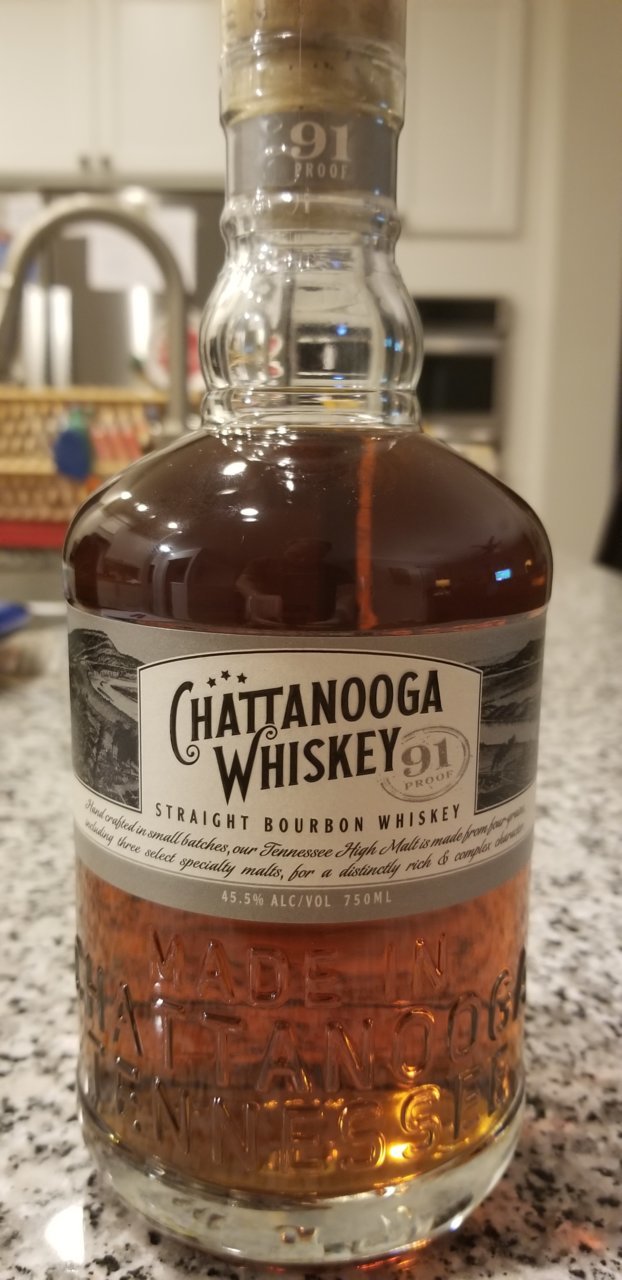 91
PROOF
CHATTANOOGA
WHISKEY
91
PROOF
STRAIGHT BOURBON WHISKEY
Hand crafted in small batches, our Tennessee High Malt is made from four
including three select specialty malts, for a distinctly rich & complex
45.5% ALC/VOL 750ML
MADE IN
CHATTANOOGA
TENNESSEE